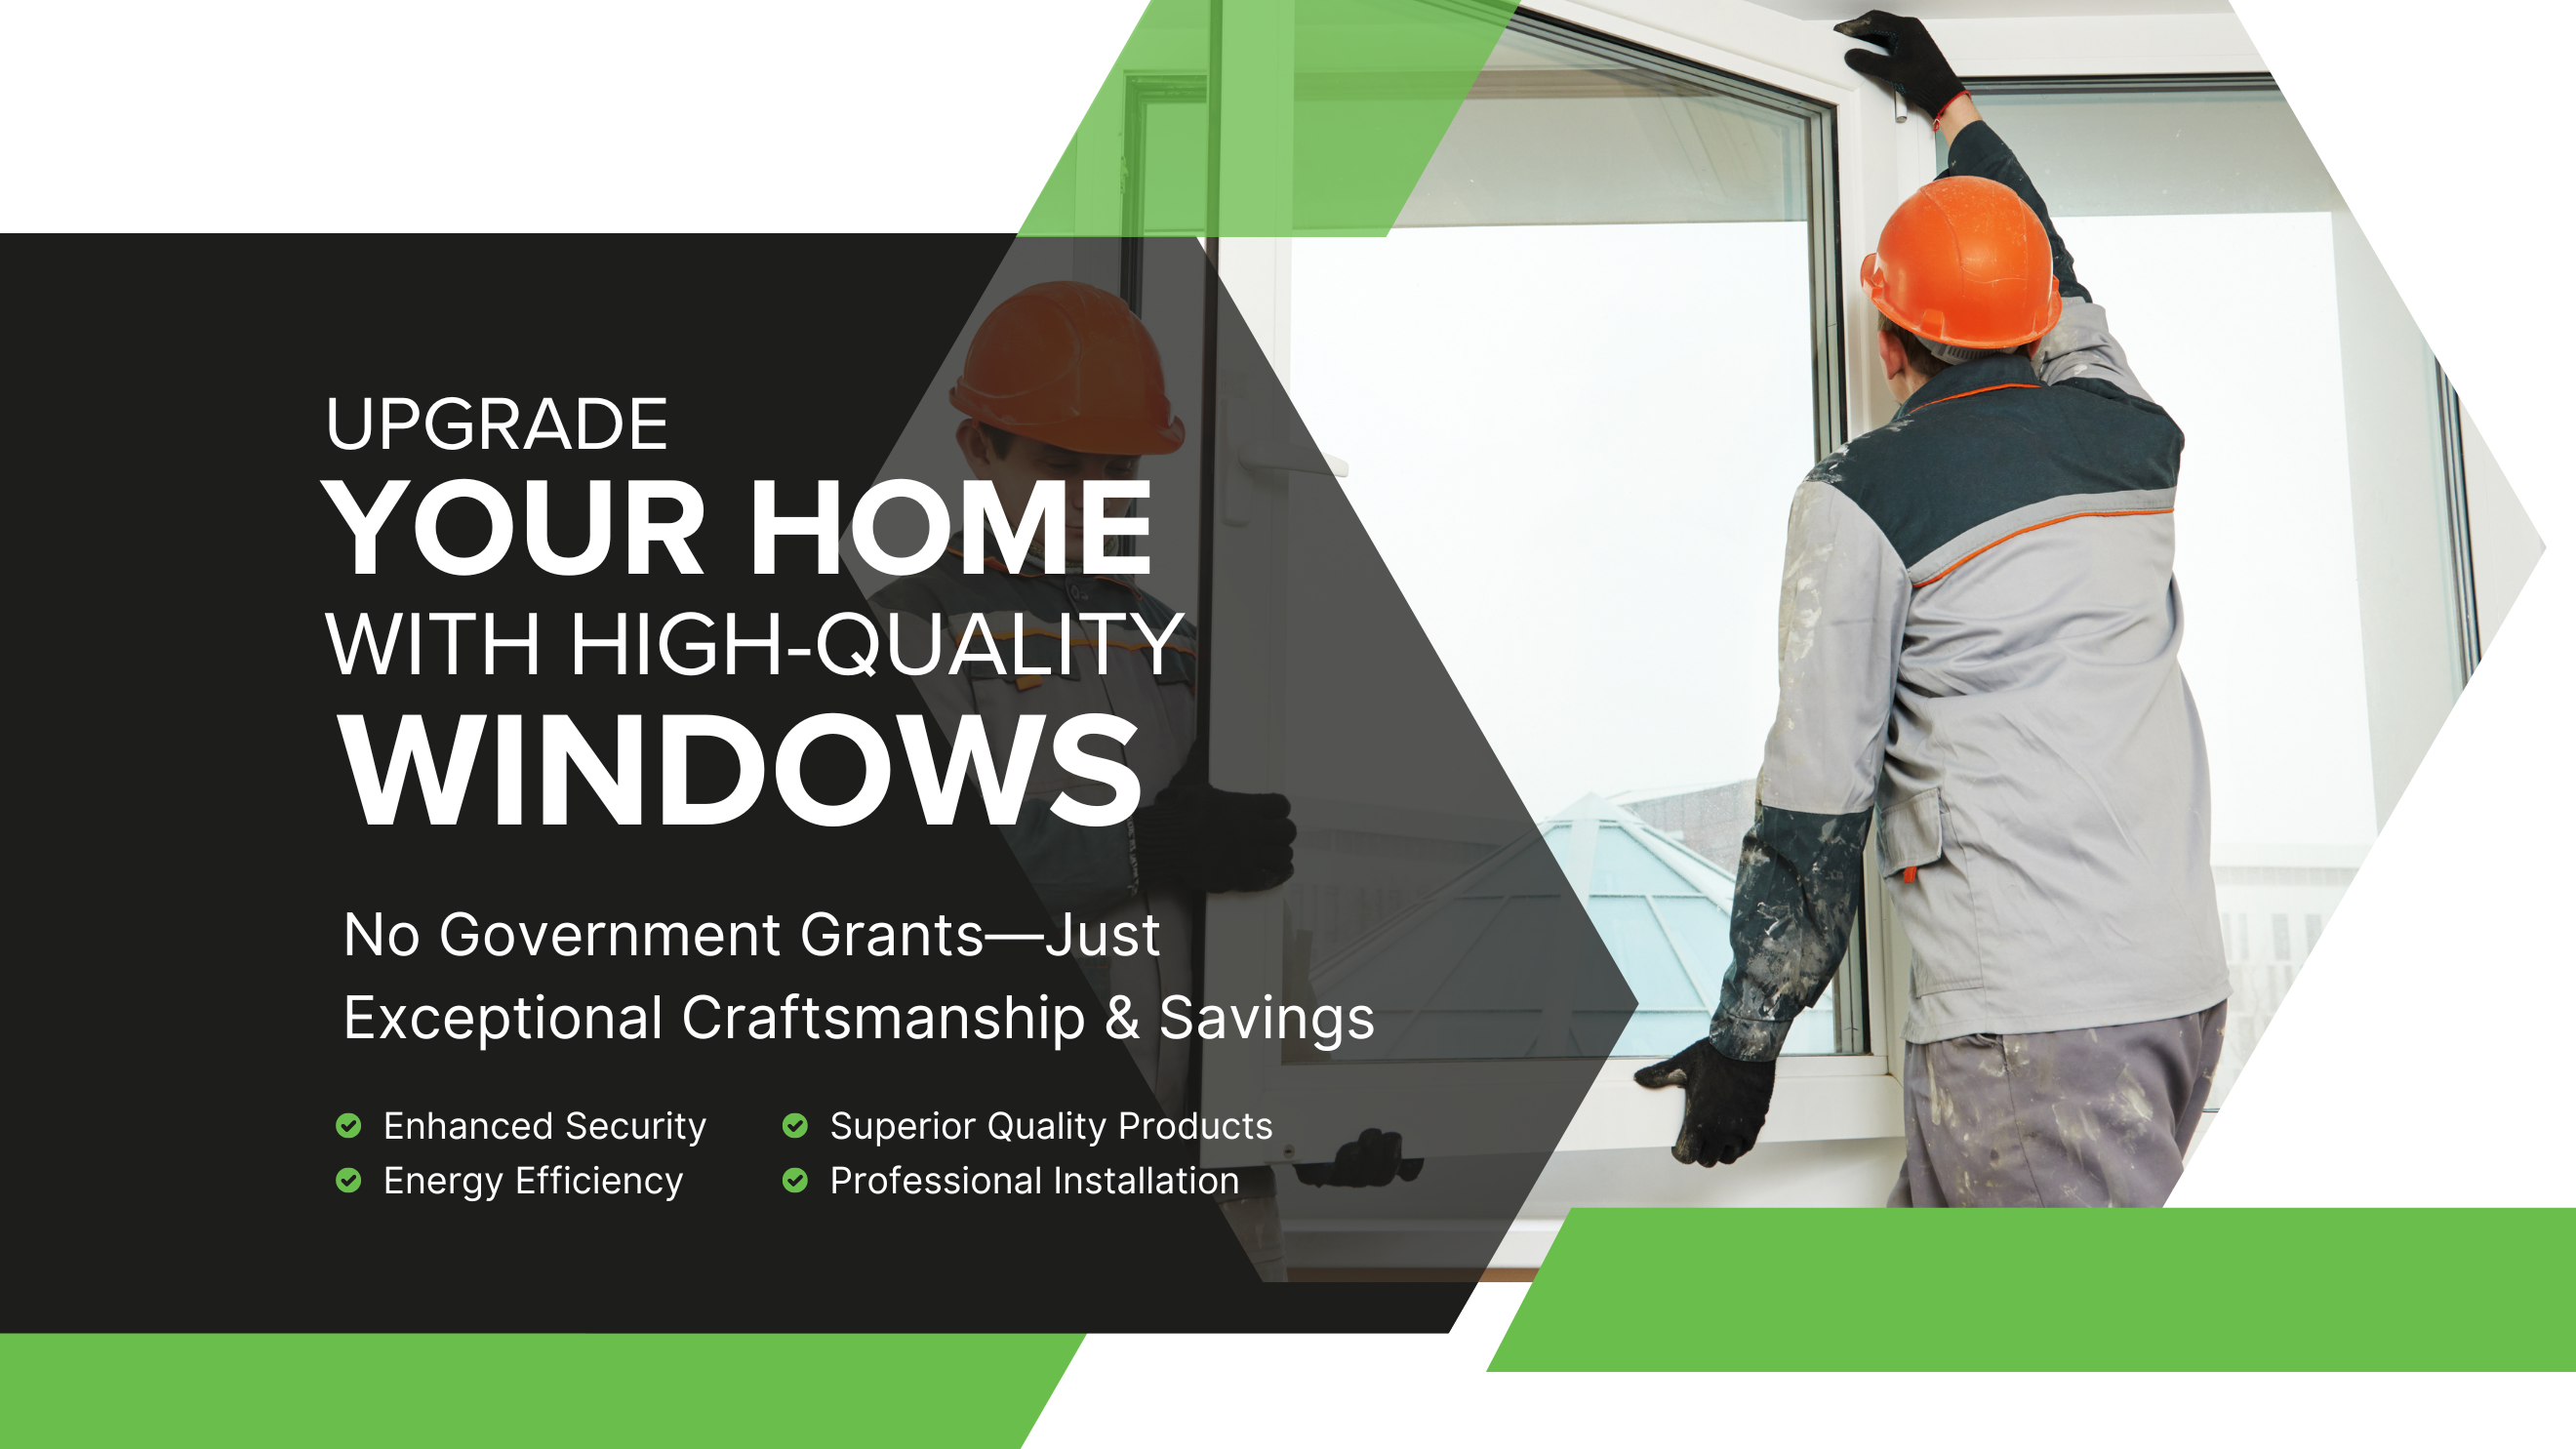 UPGRADE
YOUR HOME
WITH HIGH-QUALITY
WINDOWS
No Government Grants—Just
Exceptional Craftsmanship & Savings
Enhanced Security
Superior Quality Products
Energy Efficiency
Professional Installation